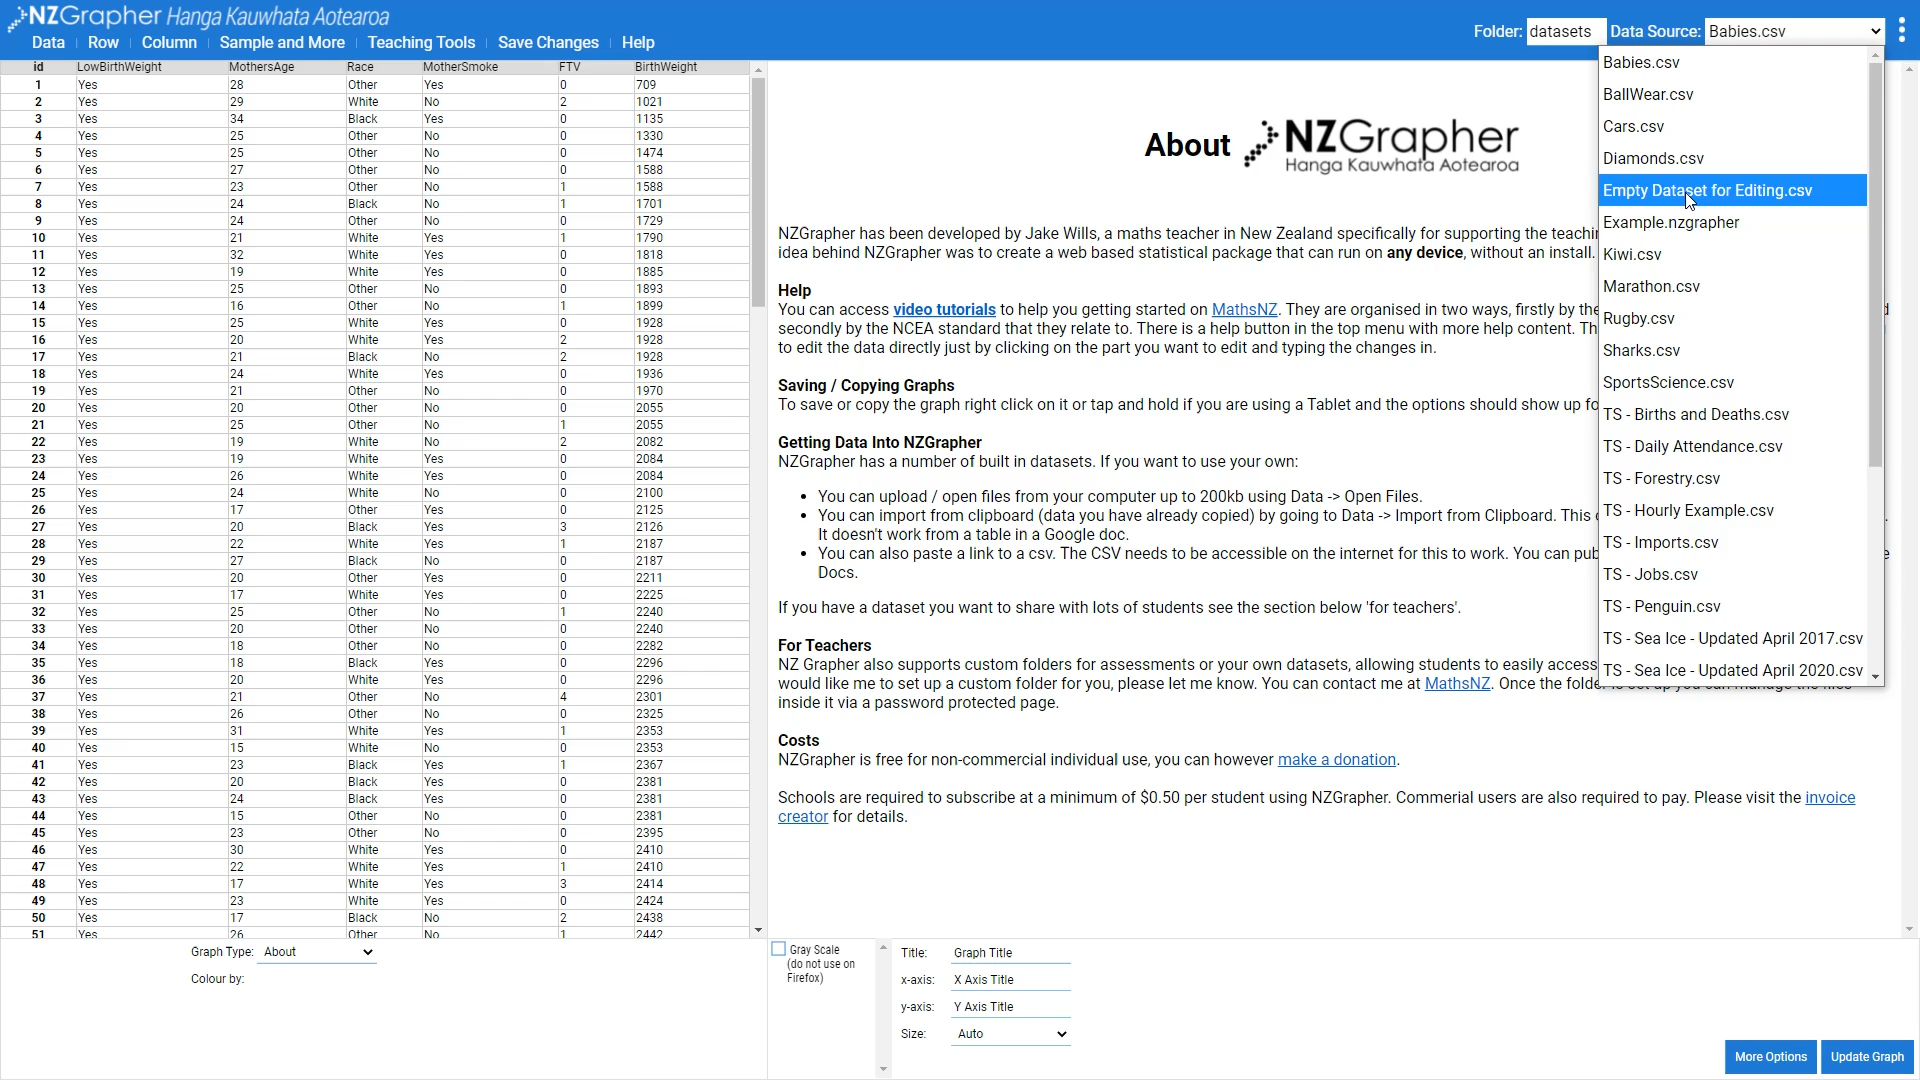 NZGrapher Hanga Kauwhata Aotearoa
Data Row Column Sample and More Teaching Tools Save Changes Help
Folder: datasets Data Source: Babies.csv
id LowBirthWeight MothersAge Race MotherSmoke FTV BirthWeight
1 Yes 28 Other Yes 0 709
2 Yes 29 White No 2 1021
3 Yes 34 Black Yes 0 1135
4 Yes 25 Other No 0 1330
5 Yes 25 Other No 0 1474
6 Yes 27 Other No 0 1588
7 Yes 23 Other No 1 1588
8 Yes 24 Black No 1 1701
9 Yes 24 Other No 0 1729
10 Yes 21 White Yes 1 1790
11 Yes 32 White Yes 0 1818
12 Yes 19 White Yes 0 1885
13 Yes 25 Other No 0 1893
14 Yes 16 Other No 1 1899
15 Yes 25 White Yes 0 1928
16 Yes 20 White Yes 2 1928
17 Yes 21 Black No 2 1928
18 Yes 24 White Yes 0 1936
19 Yes 21 Other No 0 1970
20 Yes 20 Other No 0 2055
21 Yes 25 Other No 1 2055
22 Yes 19 White No 2 2082
23 Yes 19 White Yes 0 2084
24 Yes 26 White Yes 0 2084
25 Yes 24 White No 0 2100
26 Yes 17 Other Yes 0 2125
27 Yes 20 Black Yes 3 2126
28 Yes 22 White Yes 1 2187
29 Yes 27 Black No 0 2187
30 Yes 20 Other Yes 0 2211
31 Yes 17 White Yes 0 2225
32 Yes 25 Other No 1 2240
33 Yes 20 Other No 0 2240
34 Yes 18 Other No 0 2282
35 Yes 18 Black Yes 0 2296
36 Yes 20 White Yes 0 2296
37 Yes 21 Other No 4 2301
38 Yes 26 Other No 0 2325
39 Yes 31 White Yes 1 2353
40 Yes 15 White No 0 2353
41 Yes 23 Black Yes 1 2367
42 Yes 20 Black Yes 0 2381
43 Yes 24 Black Yes 0 2381
44 Yes 15 Other No 0 2381
45 Yes 23 Other No 0 2395
46 Yes 30 White Yes 0 2410
47 Yes 22 White Yes 1 2410
48 Yes 17 White Yes 3 2414
49 Yes 23 White Yes 0 2424
50 Yes 17 Black No 2 2438
51 Yes 26 Other No 1 2442
About NZGrapher
Hanga Kauwhata Aotearoa
NZGrapher has been developed by Jake Wills, a maths teacher in New Zealand specifically for supporting the
idea behind NZGrapher was to create a web based statistical package that can run on any device, without an install.
Help
You can access video tutorials to help you getting started on MathsNZ. They are organised in two ways, firstly by
secondly by the NCEA standard that they relate to. There is a help button in the top menu with more help content.
to edit the data directly just by clicking on the part you want to edit and typing the changes in.
Saving / Copying Graphs
To save or copy the graph right click on it or tap and hold if you are using a Tablet and the options should show up
Getting Data Into NZGrapher
NZGrapher has a number of built in datasets. If you want to use your own:
• You can upload / open files from your computer up to 200kb using Data -> Open Files.
• You can import from clipboard (data you have already copied) by going to Data -> Import from Clipboard. This
It doesn't work from a table in a Google doc.
• You can also paste a link to a csv. The CSV needs to be accessible on the internet for this to work. You can
Docs.
If you have a dataset you want to share with lots of students see the section below 'for teachers'.
For Teachers
NZ Grapher also supports custom folders for assessments or your own datasets, allowing students to easily access
would like me to set up a custom folder for you, please let me know. You can contact me at MathsNZ. Once the
inside it via a password protected page.
Costs
NZGrapher is free for non-commercial individual use, you can however make a donation.
Schools are required to subscribe at a minimum of $0.50 per student using NZGrapher. Commerial users are also required to pay. Please visit the invoice
creator for details.
Babies.csv
BallWear.csv
Cars.csv
Diamonds.csv
Empty Dataset for Editing.csv
Example.nzgrapher
Kiwi.csv
Marathon.csv
Rugby.csv
Sharks.csv
SportsScience.csv
TS - Births and Deaths.csv
TS - Daily Attendance.csv
TS - Forestry.csv
TS - Hourly Example.csv
TS - Imports.csv
TS - Jobs.csv
TS - Penguin.csv
TS - Sea Ice - Updated April 2017.csv
TS - Sea Ice - Updated April 2020.csv
Graph Type: About
Colour by:
Gray Scale
(do not use on
Firefox)
Title: Graph Title
x-axis: X Axis Title
y-axis: Y Axis Title
Size: Auto
More Options Update Graph